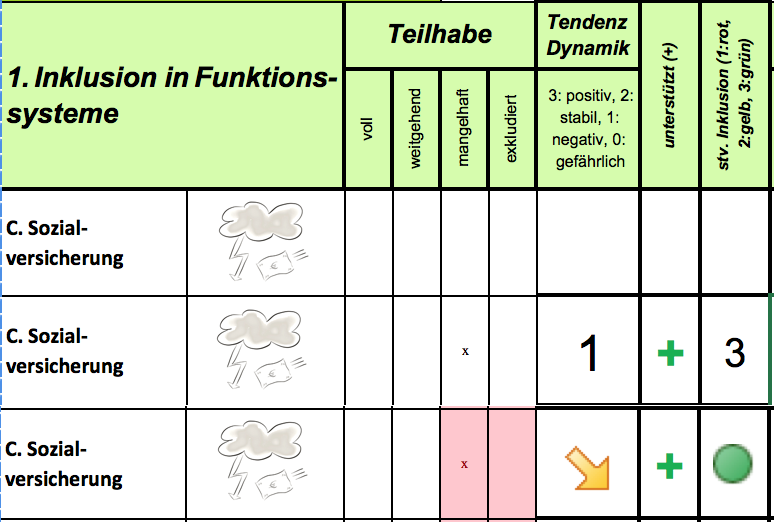 1. Inklusion in Funktions-
systeme
Teilhabe
voll
weitgehend
mangelhaft
exkludiert
Tendenz
Dynamik
3: positiv, 2:
stabil, 1:
negativ, 0:
gefährlich
unterstützt (+)
stv. Inklusion (1:rot,
2:gelb, 3:grün)
C. Sozial-
versicherung
€
C. Sozial-
versicherung
€
x
1
+
3
C. Sozial-
versicherung
€
x
+